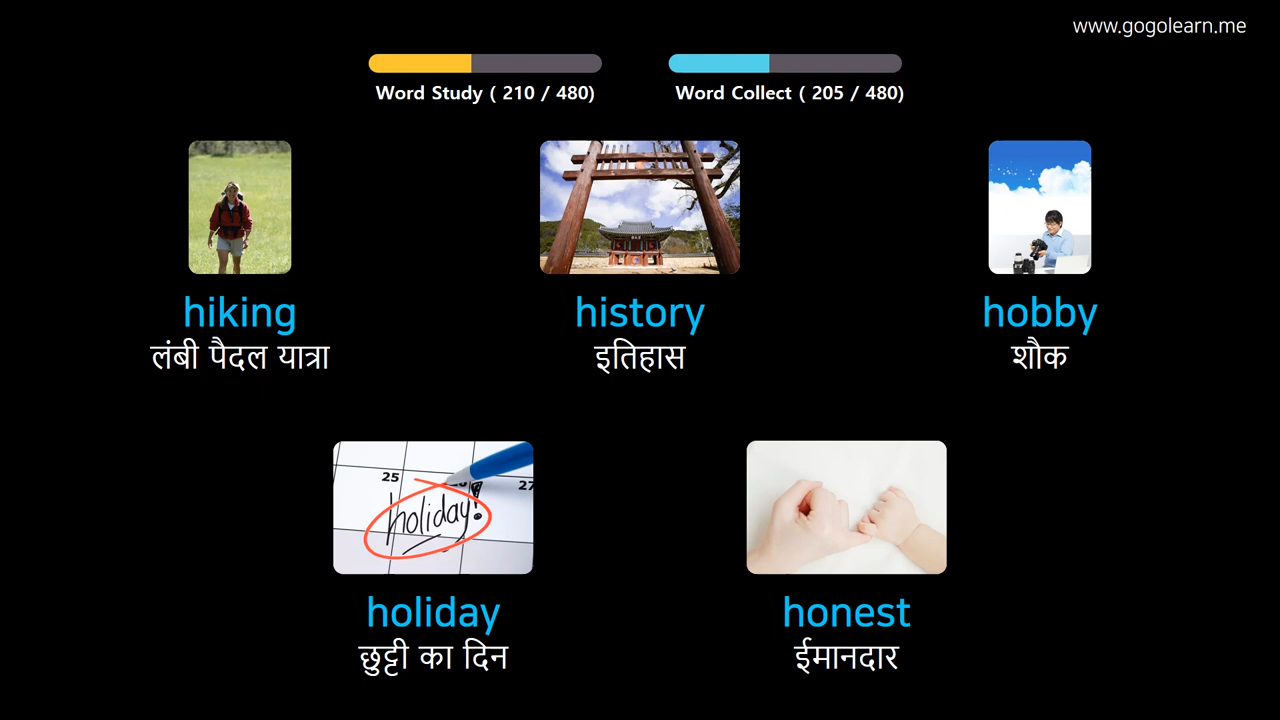 www.gogolearn.me
Word Study ( 210 / 480)
Word Collect ( 205 / 480)
hiking
लंबी पैदल यात्रा
history
इतिहास
hobby
शौक
25
27
holiday!
holiday
छुट्टी का दिन
honest
ईमानदार